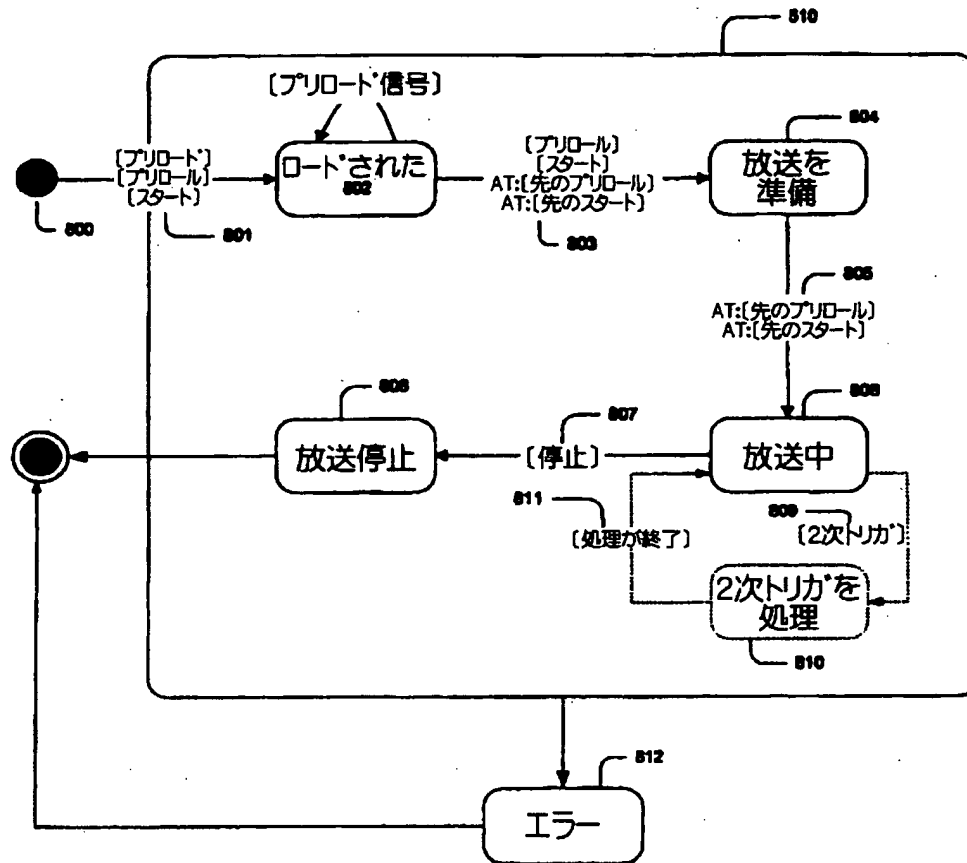 810
[プリロード信号]
[プリロード]
[プリロール]
[スタート]
800
801
ロードされた
802
[プリロール]
[スタート]
AT:[先のプリロール]
AT:[先のスタート]
803
804
放送を
準備
805
AT:[先のプリロール]
AT:[先のスタート]
放送停止
807
[停止]
放送中
811
[処理が終了]
809
[2次トリガ]
2次トリガを
処理
810
812
エラー